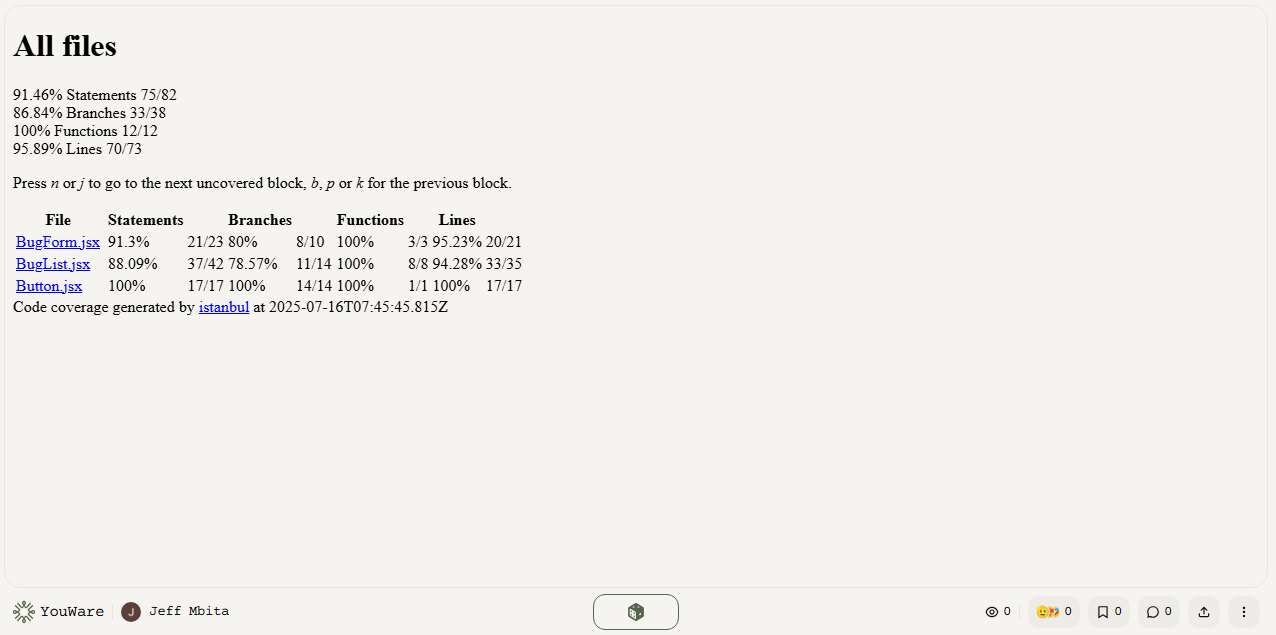 All files
91.46% Statements 75/82
86.84% Branches 33/38
100% Functions 12/12
95.89% Lines 70/73
Press n or j to go to the next uncovered block, b, p or k for the previous block.
File Statements Branches Functions Lines
BugForm.jsx 91.3% 21/23 80% 8/10 100% 3/3 95.23% 20/21
BugList.jsx 88.09% 37/42 78.57% 11/14 100% 8/8 94.28% 33/35
Button.jsx 100% 17/17 100% 14/14 100% 1/1 100% 17/17
Code coverage generated by istanbul at 2025-07-16T07:45:45.815Z
YouWare J Jeff Mbita 0 0 0 0